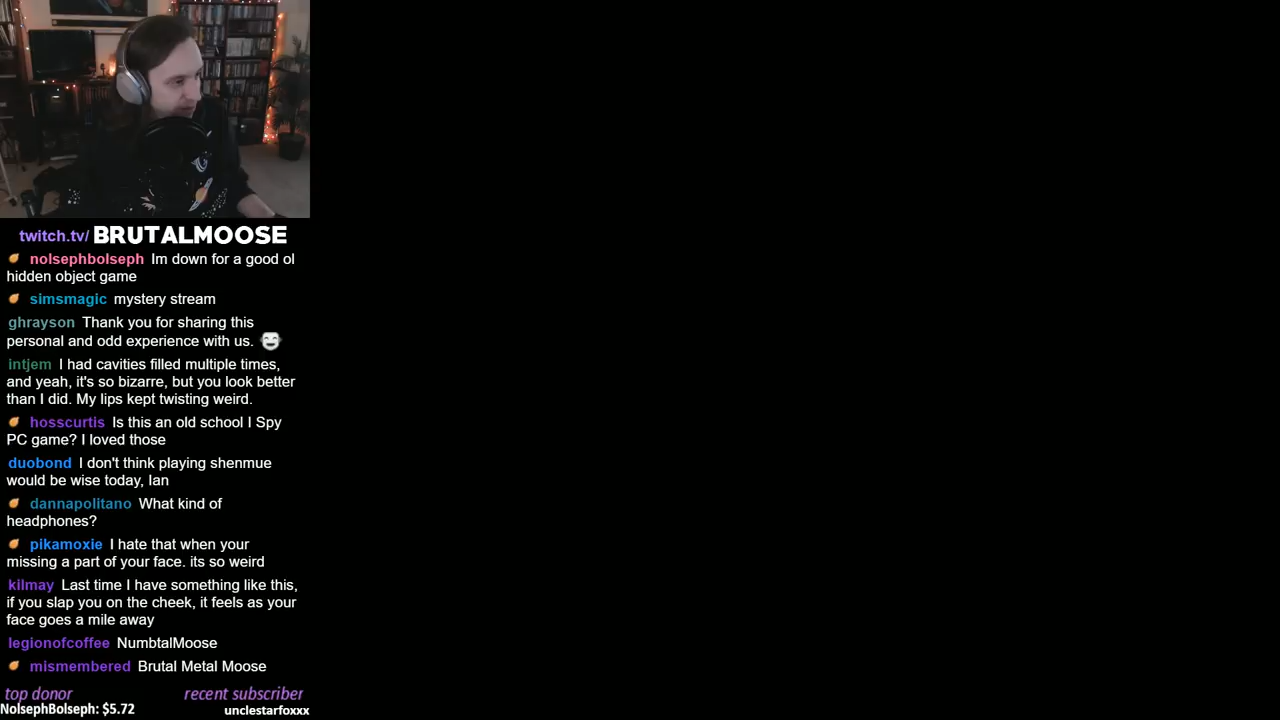 twitch.tv/ BRUTALMOOSE
nolsephbolseph Im down for a good ol
hidden object game
simsmagic mystery stream
ghrayson Thank you for sharing this
personal and odd experience with us.
intjem I had cavities filled multiple times,
and yeah, it's so bizarre, but you look better
than I did. My lips kept twisting weird.
hosscurtis Is this an old school I Spy
PC game? I loved those
duobond I don't think playing shenmue
would be wise today, Ian
dannapolitano What kind of
headphones?
pikamoxie I hate that when your
missing a part of your face. its so weird
kilmay Last time I have something like this,
if you slap you on the cheek, it feels as your
face goes a mile away
legionofcoffee NumbtalMoose
mismembered Brutal Metal Moose
top donor recent subscriber
NolsephBolseph: $5.72 unclestarfoxxx